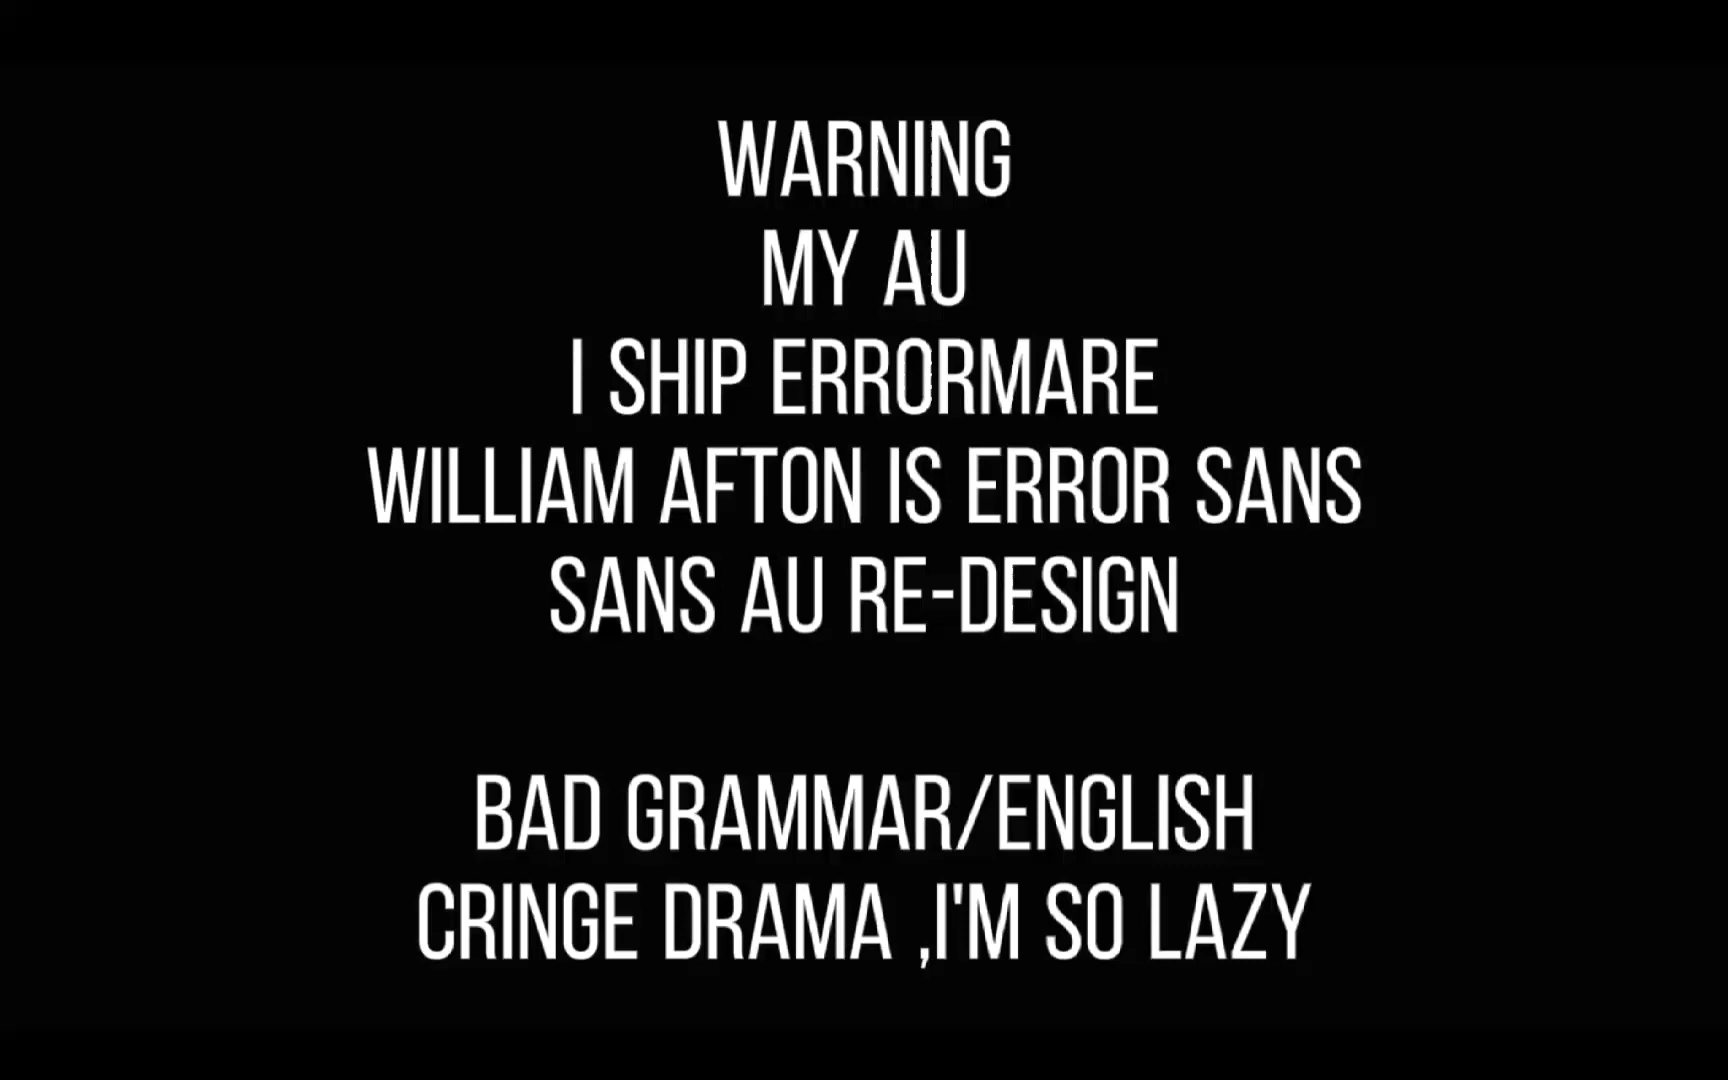 WARNING
MY AU
I SHIP ERRORMARE
WILLIAM AFTON IS ERROR SANS
SANS AU RE-DESIGN
BAD GRAMMAR/ENGLISH
CRINGE DRAMA ,I'M SO LAZY